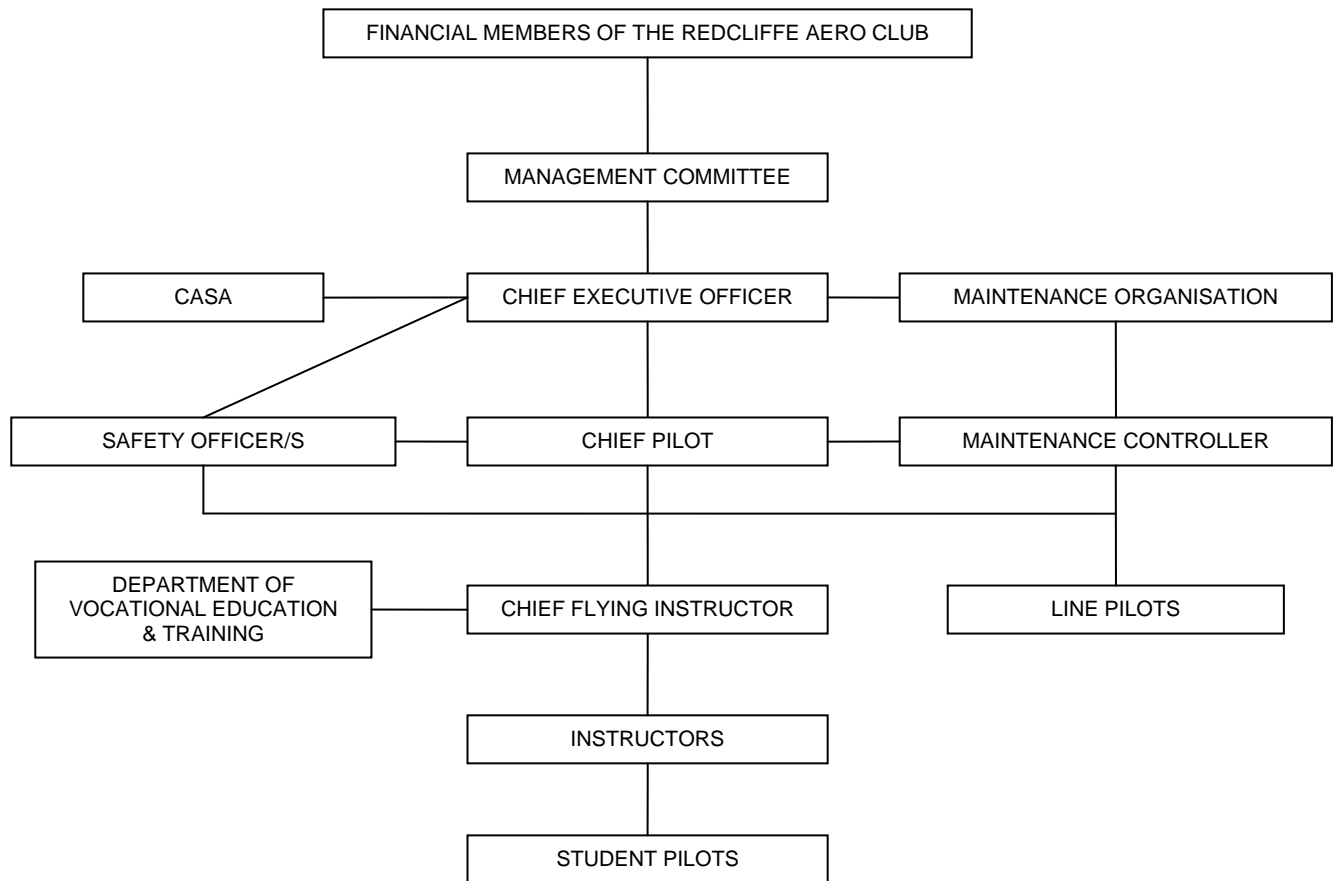 FINANCIAL MEMBERS OF THE REDCLIFFE AERO CLUB
MANAGEMENT COMMITTEE
CASA
CHIEF EXECUTIVE OFFICER
MAINTENANCE ORGANISATION
SAFETY OFFICER/S
CHIEF PILOT
MAINTENANCE CONTROLLER
DEPARTMENT OF
VOCATIONAL EDUCATION
& TRAINING
CHIEF FLYING INSTRUCTOR
LINE PILOTS
INSTRUCTORS
STUDENT PILOTS